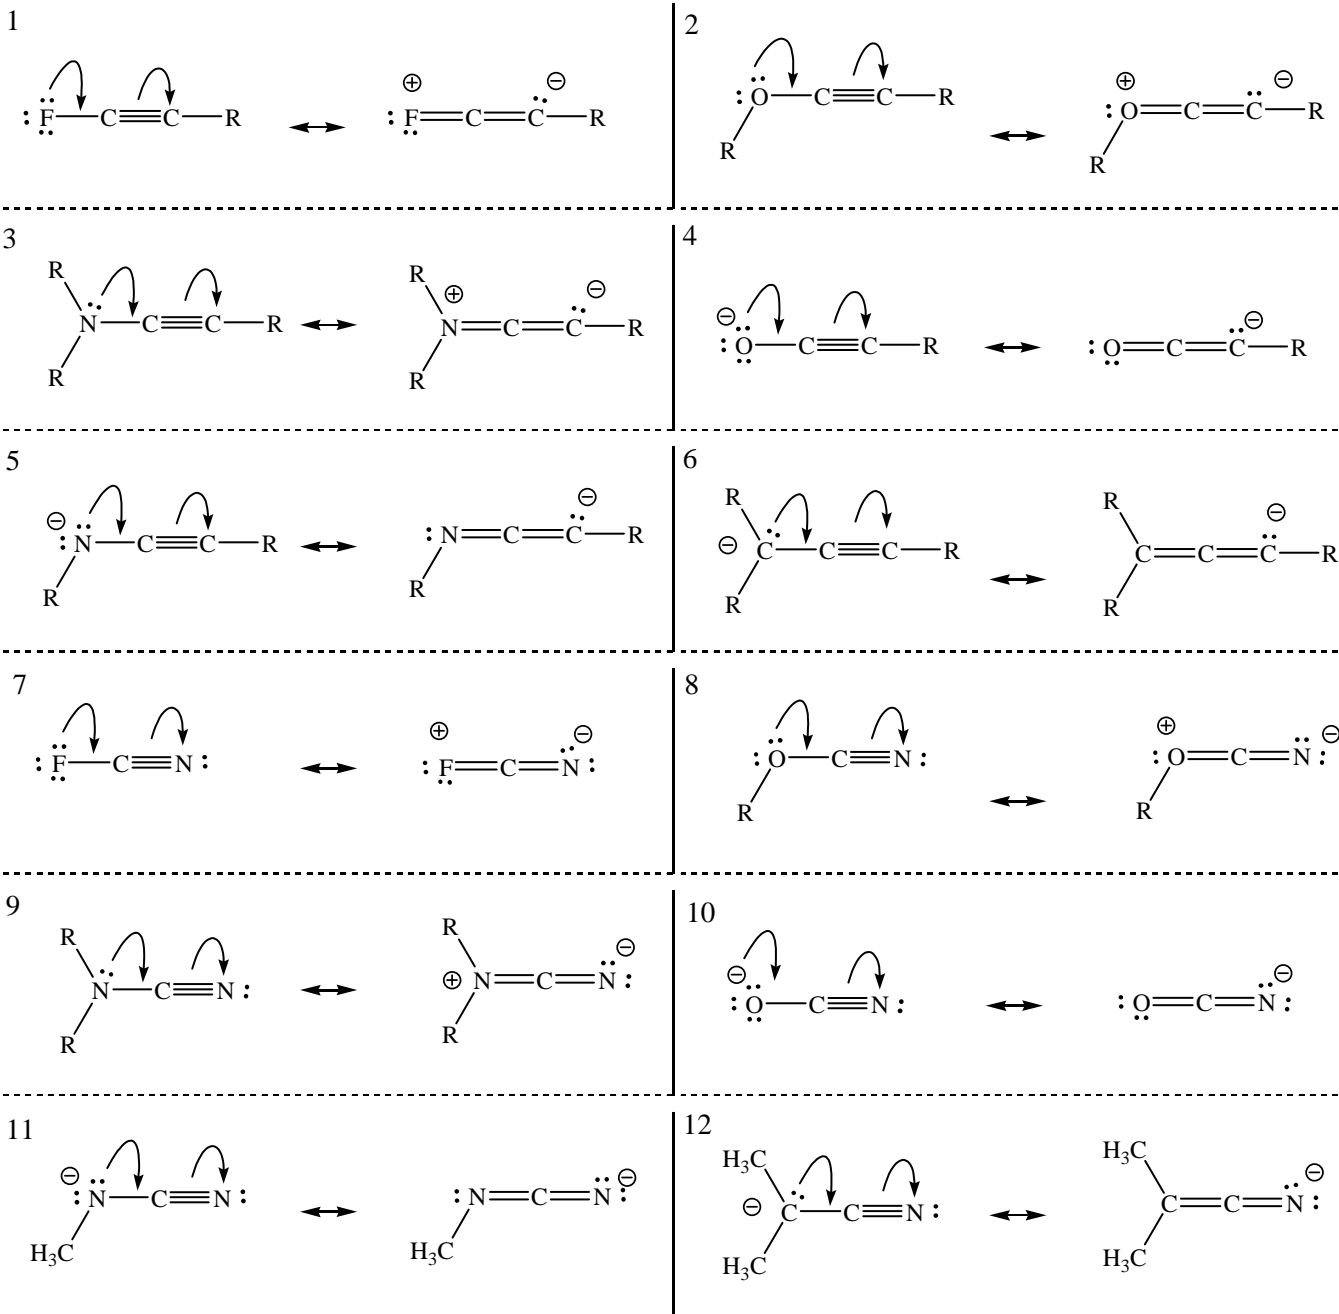 1
F C C R F C C R
⊕ ⊖
2
O C C R O C C R
R R
⊕ ⊖
3
R R
N C C R N C C R
R R
⊕ ⊖
4
⊖ ⊖
O C C R O C C R
5
⊖ ⊖
N C C R N C C R
R R
6
R R
⊖ C C C R C C C R
R R
⊖
7
⊕ ⊖
F C N F C N
8
⊕ ⊖
O C N O C N
R R
9
R R
N C N ⊕ N C N
R R
⊖
10
⊖ ⊖
O C N O C N
11
⊖ ⊖
N C N N C N
H₃C H₃C
12
H₃C H₃C
⊖ C C N C C N
H₃C H₃C
⊖